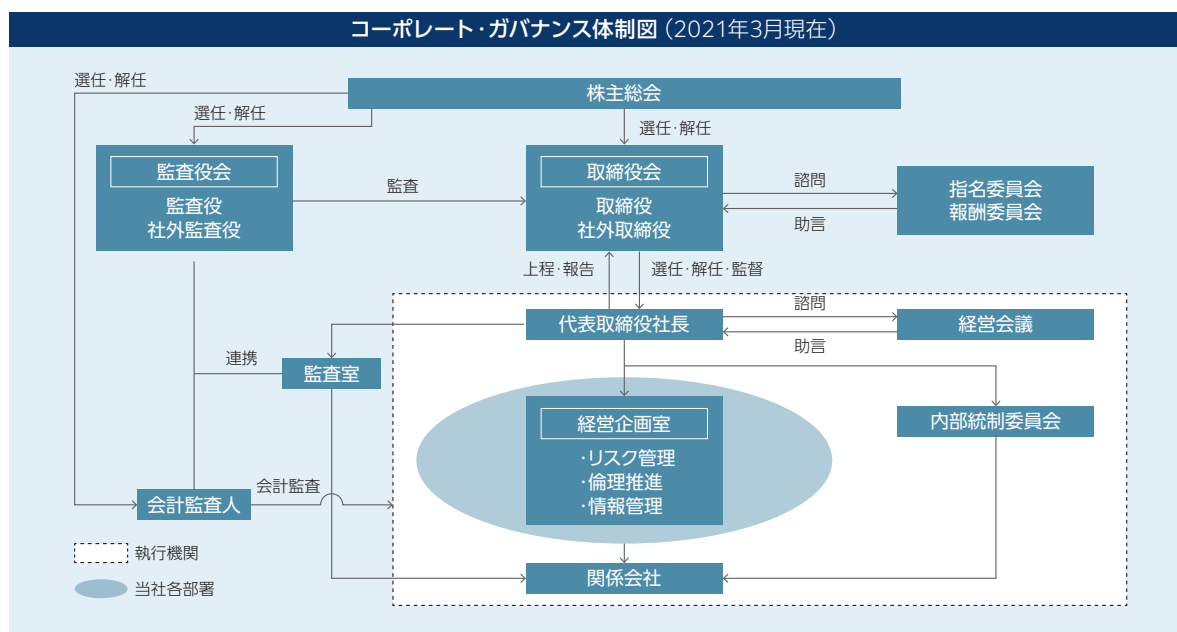 コーポレート・ガバナンス体制図（2021年3月現在）
選任・解任
株主総会
選任・解任
選任・解任
監査役会
監査役
社外監査役
監査
取締役会
取締役
社外取締役
諮問
助言
指名委員会
報酬委員会
上程・報告
選任・解任・監督
代表取締役社長
諮問
助言
経営会議
連携
監査室
経営企画室
・リスク管理
・倫理推進
・情報管理
内部統制委員会
会計監査人
会計監査
関係会社
執行機関
当社各部署